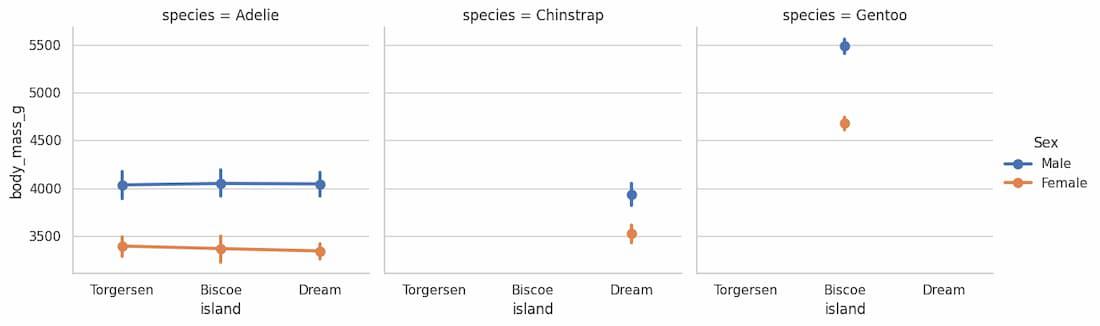 species = Adelie
species = Chinstrap
species = Gentoo
body_mass_g
5500
5000
4500
4000
3500
Torgersen Biscoe Dream
island
Torgersen Biscoe Dream
island
Torgersen Biscoe Dream
island
Sex
Male
Female